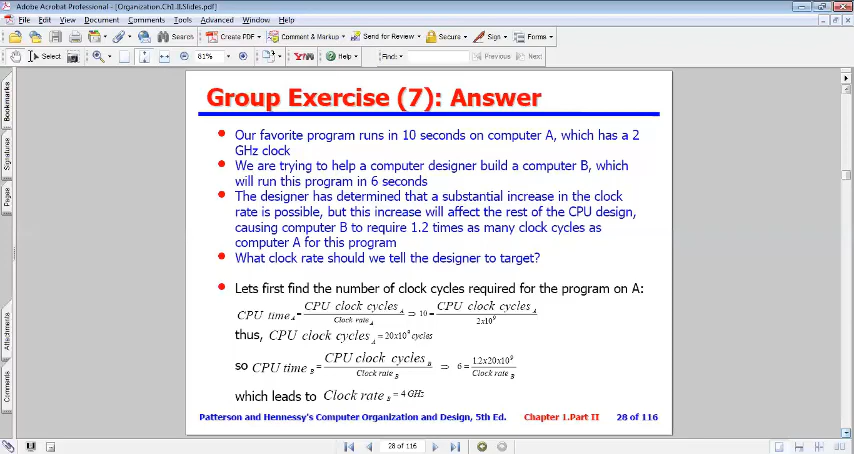 Adobe Acrobat Professional - [Organization.Ch1.II.Slides.pdf]
File Edit View Document Comments Tools Advanced Window Help
Search Create PDF Comment & Markup Send for Review Secure Sign Forms
Select 81% Help Find: Previous Next
Bookmarks
Signatures
Pages
Attachments
Comments
Group Exercise (7): Answer
Our favorite program runs in 10 seconds on computer A, which has a 2
GHz clock
We are trying to help a computer designer build a computer B, which
will run this program in 6 seconds
The designer has determined that a substantial increase in the clock
rate is possible, but this increase will affect the rest of the CPU design,
causing computer B to require 1.2 times as many clock cycles as
computer A for this program
What clock rate should we tell the designer to target?
Lets first find the number of clock cycles required for the program on A:
CPU time_A = CPU clock cycles_A / Clock rate_A ⇒ 10 = CPU clock cycles_A / 2x10^9
thus, CPU clock cycles_A = 20x10^9 cycles
so CPU time_B = CPU clock cycles_B / Clock rate_B ⇒ 6 = 1.2x20x10^9 / Clock rate_B
which leads to Clock rate_B = 4 GHz
Patterson and Hennessy's Computer Organization and Design, 5th Ed. Chapter 1.Part II 28 of 116
28 of 116